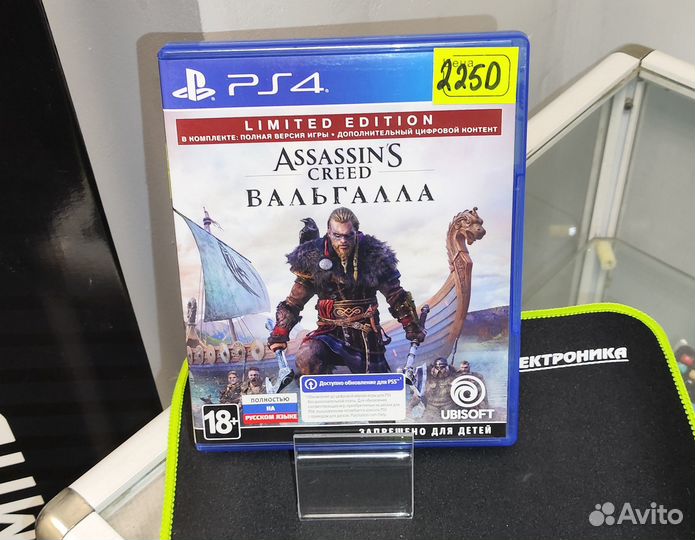 PS4
Цена
2250
LIMITED EDITION
В КОМПЛЕКТЕ: ПОЛНАЯ ВЕРСИЯ ИГРЫ • ДОПОЛНИТЕЛЬНЫЙ ЦИФРОВОЙ КОНТЕНТ
ASSASSIN'S
CREED
ВАЛЬГАЛЛА
ЕКТРОНИКА
Доступно обновление для PS5
ПОЛНОСТЬЮ
НА
РУССКОМ ЯЗЫКЕ
18+
UBISOFT
ЗАПРЕЩЕНО ДЛЯ ДЕТЕЙ
Avito